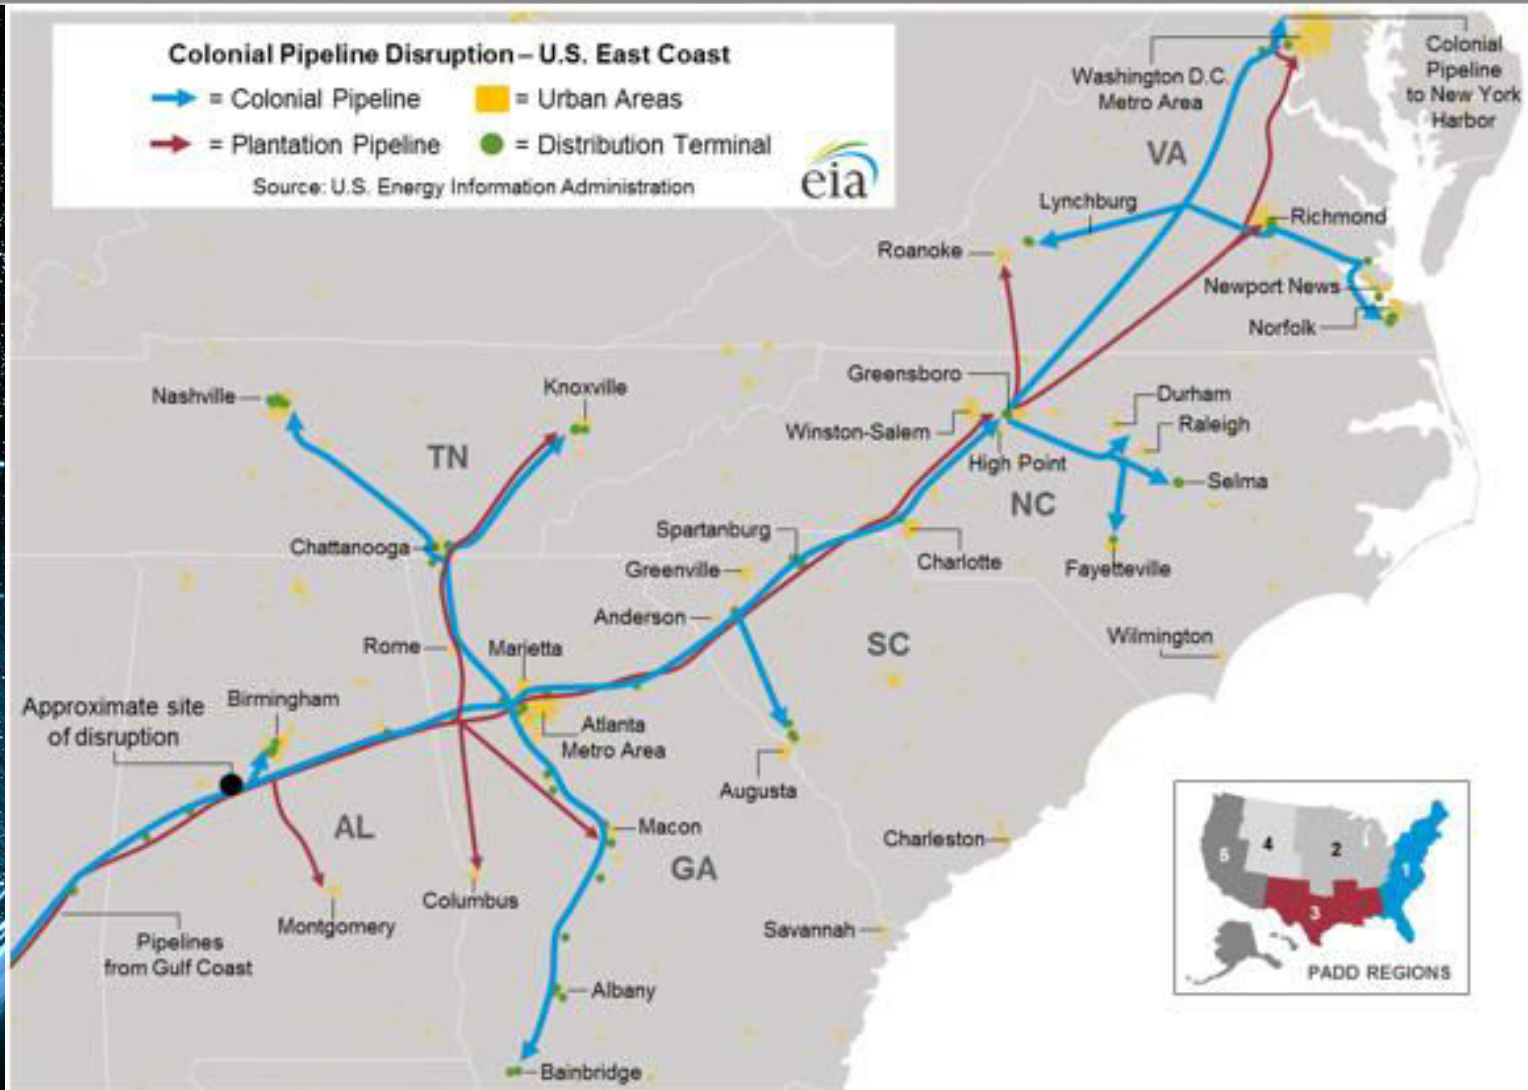 Colonial Pipeline Disruption – U.S. East Coast
= Colonial Pipeline
= Urban Areas
= Plantation Pipeline
= Distribution Terminal
Source: U.S. Energy Information Administration
eia
Washington D.C.
Metro Area
Colonial
Pipeline
to New York
Harbor
VA
Lynchburg
Richmond
Roanoke
Newport News
Norfolk
Greensboro
Durham
Raleigh
Winston-Salem
High Point
Selma
NC
Nashville
Knoxville
TN
Chattanooga
Spartanburg
Charlotte
Fayetteville
Greenville
Anderson
Wilmington
SC
Rome
Marietta
Birmingham
Approximate site
of disruption
Atlanta
Metro Area
Augusta
AL
Macon
GA
Charleston
Columbus
Montgomery
Savannah
Pipelines
from Gulf Coast
Albany
Bainbridge
5
4
2
1
3
PADD REGIONS